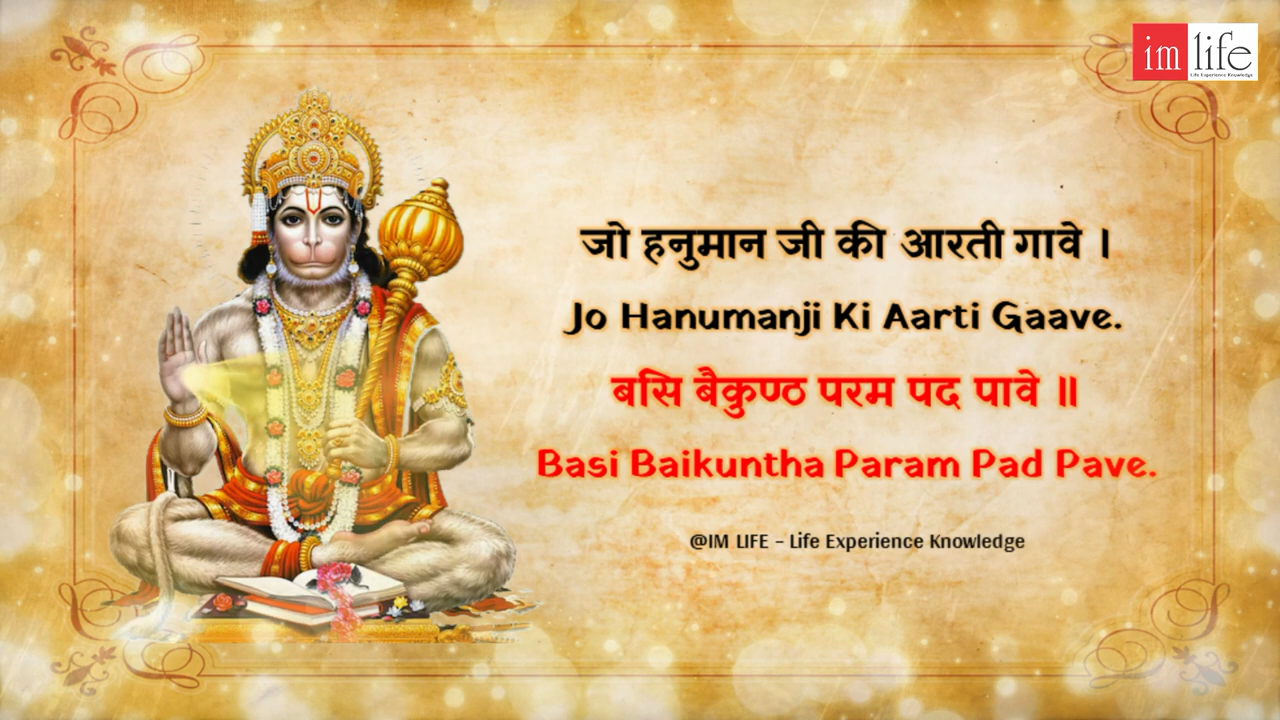 im life
Life Experience Knowledge
जो हनुमान जी की आरती गावे ।
Jo Hanumanji Ki Aarti Gaave.
बसि बैकुण्ठ परम पद पावे ॥
Basi Baikuntha Param Pad Pave.
@IM LIFE - Life Experience Knowledge